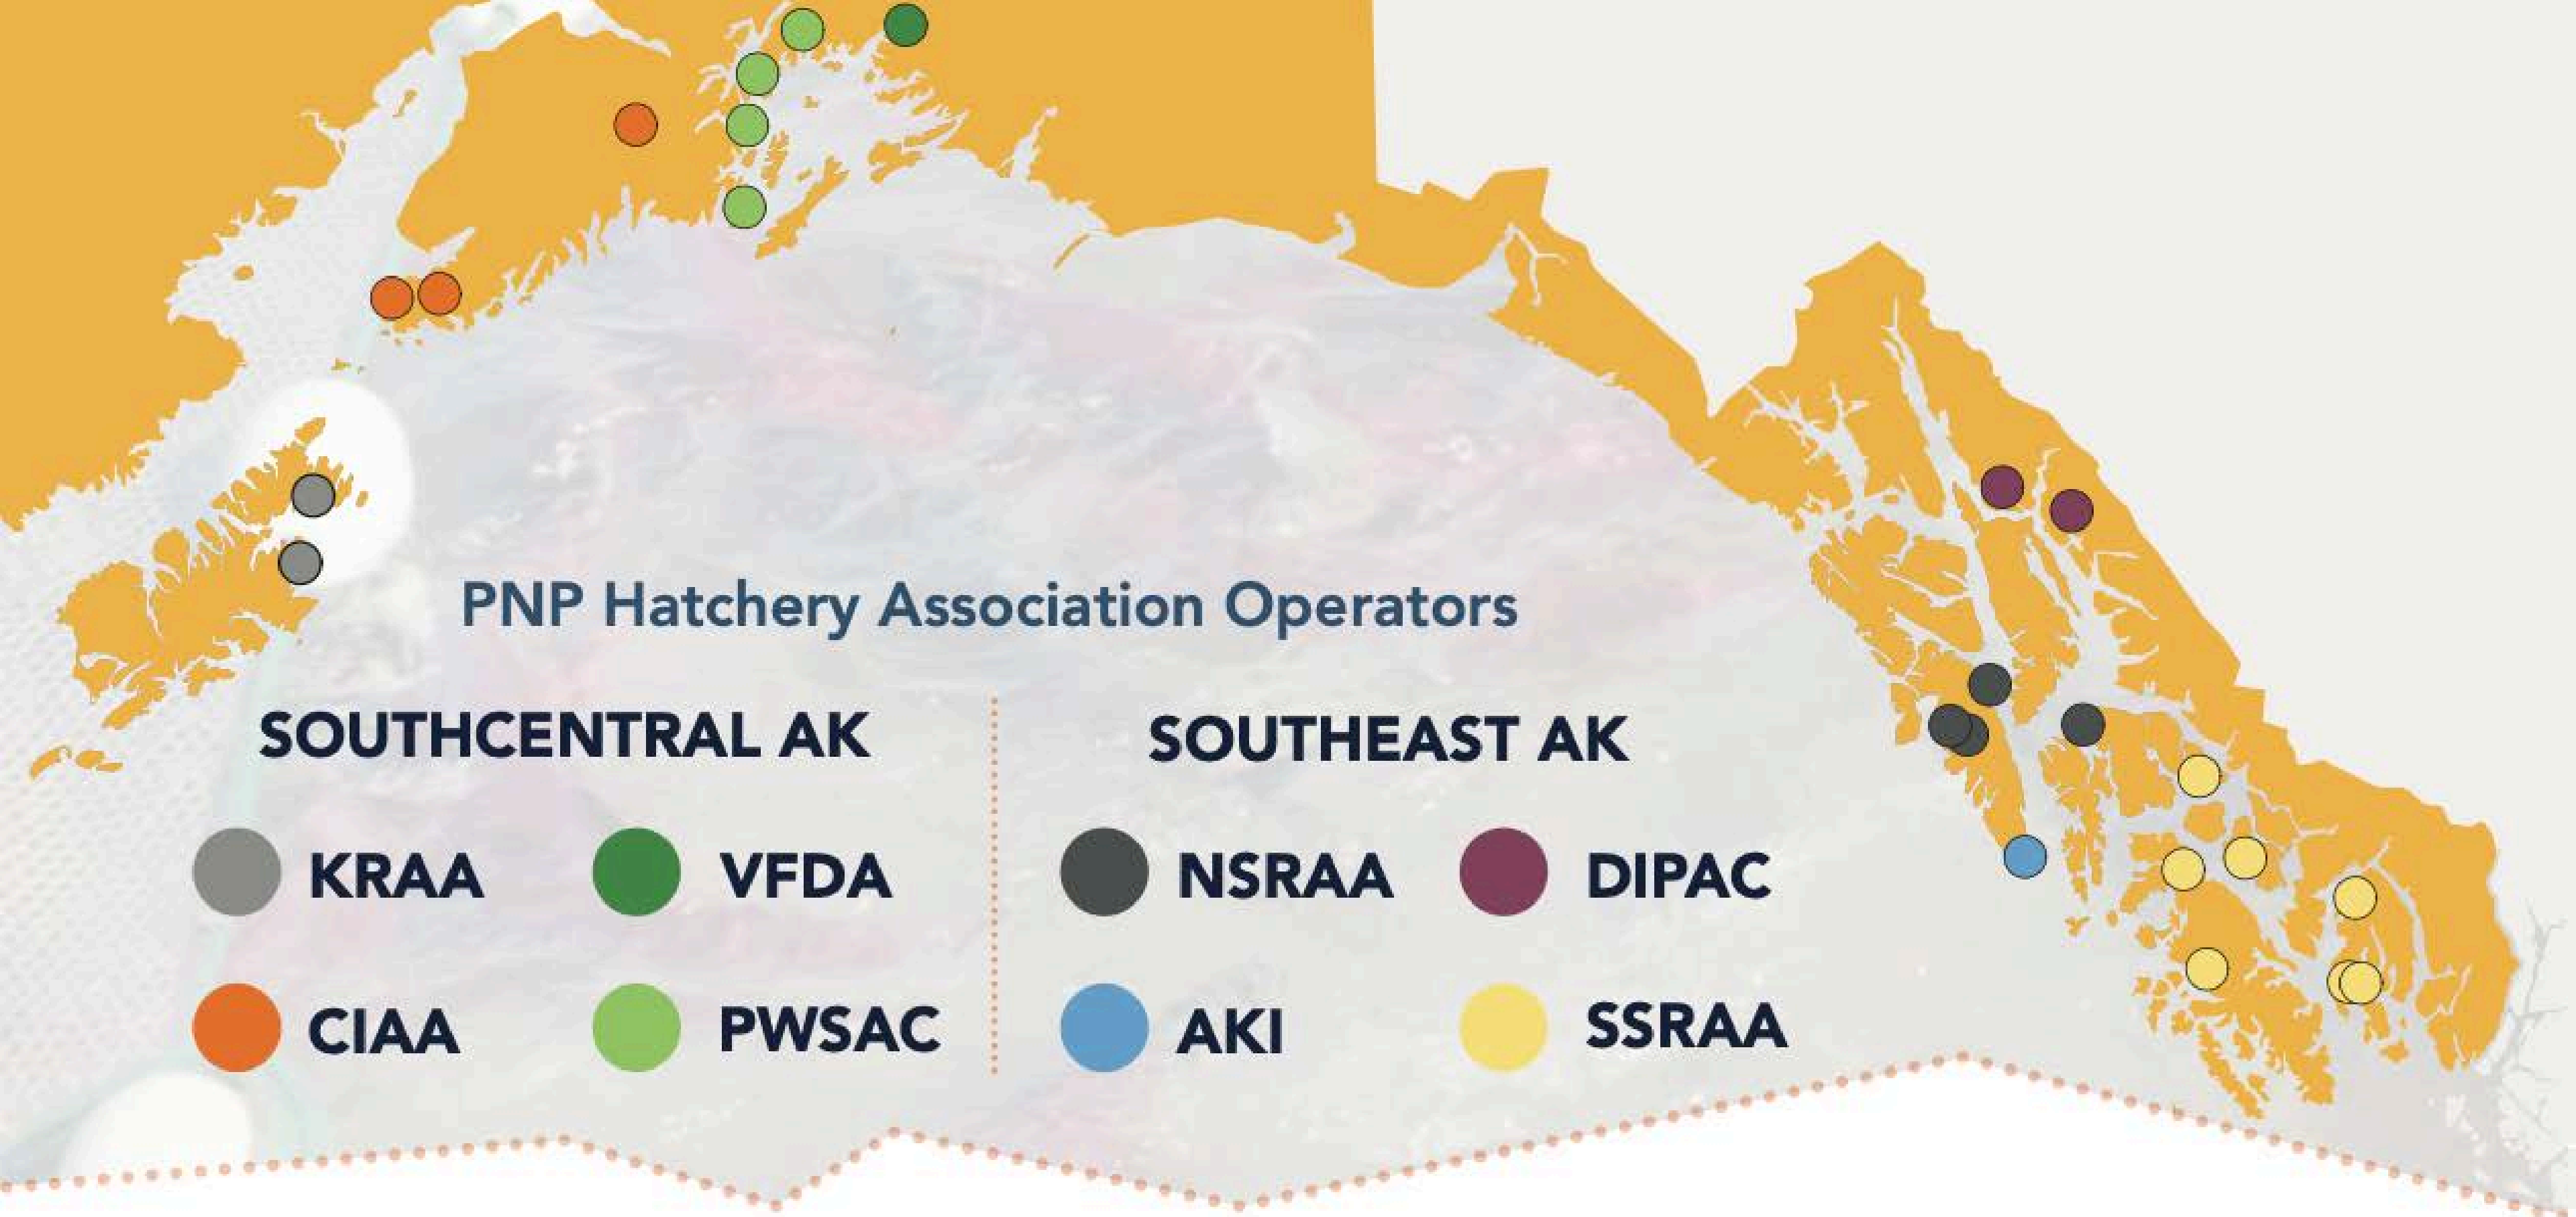 PNP Hatchery Association Operators
SOUTHCENTRAL AK
KRAA
VFDA
CIAA
PWSAC
SOUTHEAST AK
NSRAA
DIPAC
AKI
SSRAA